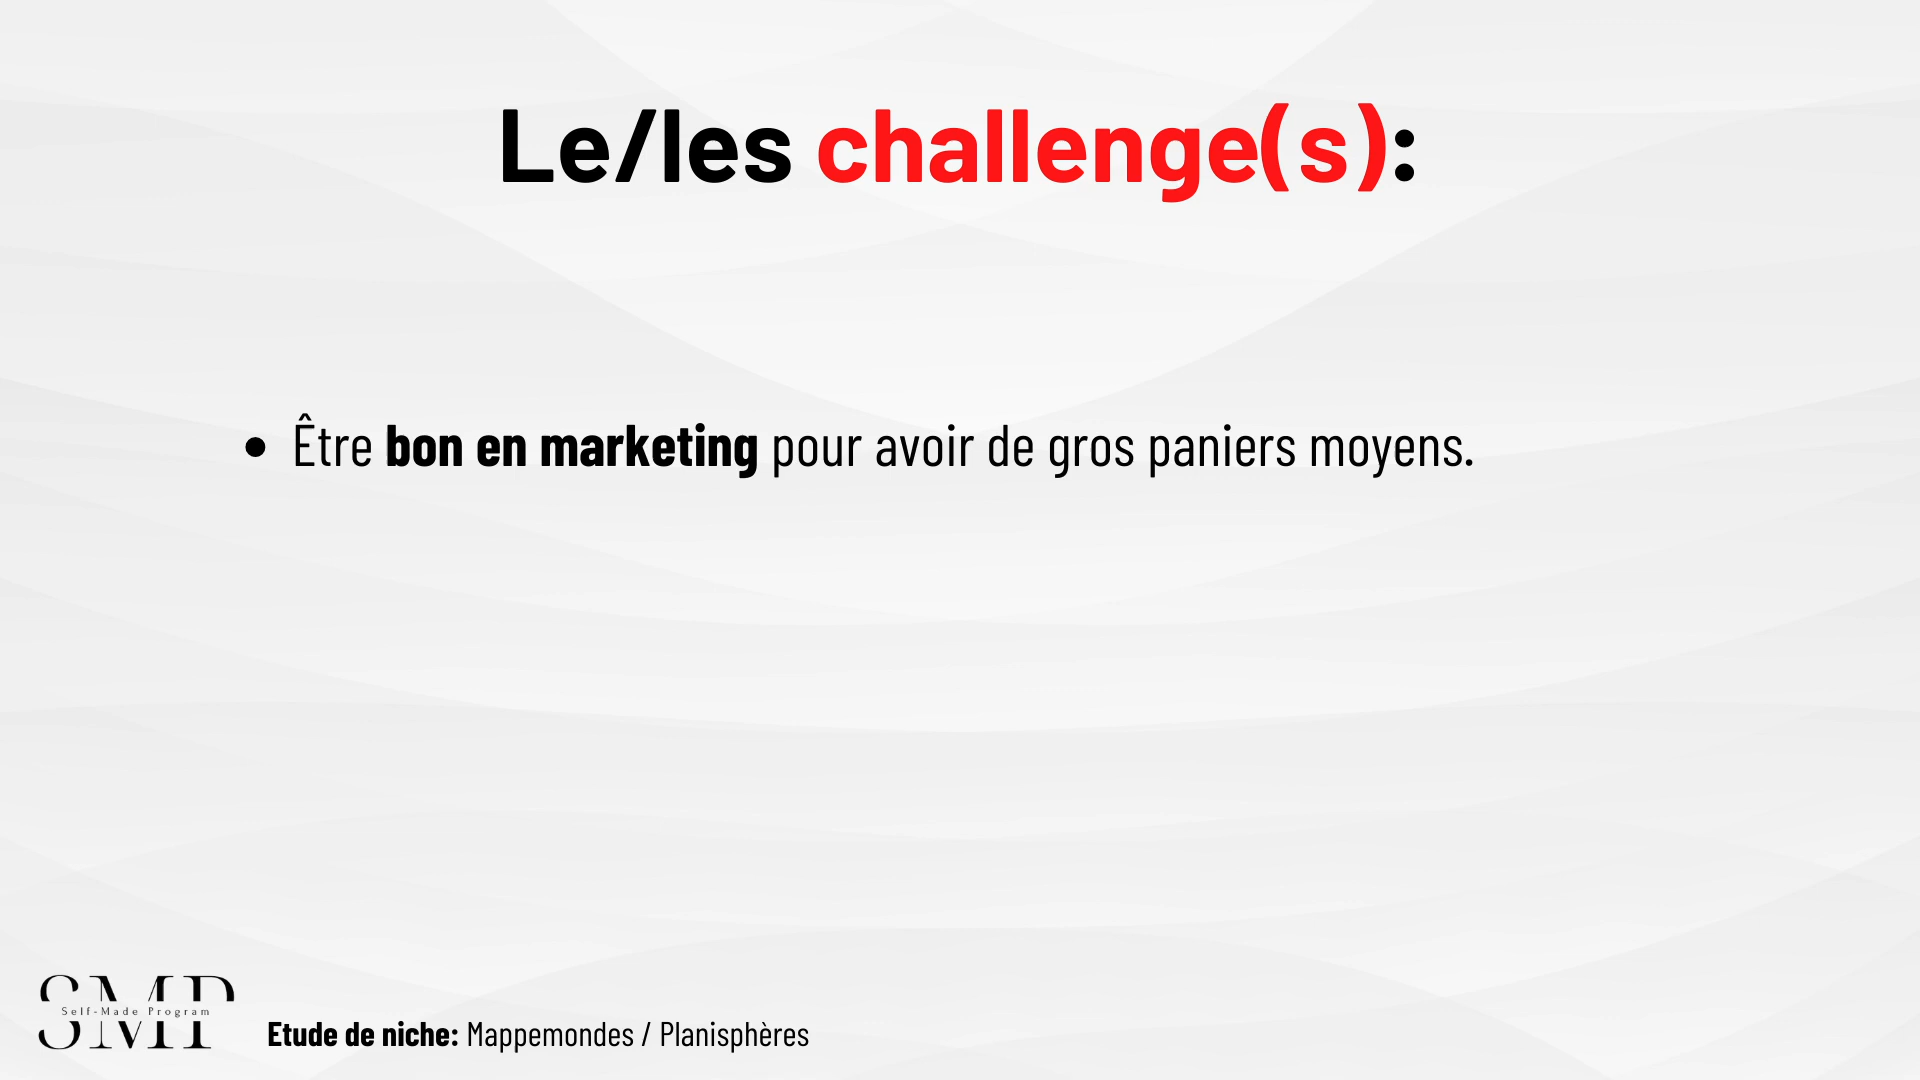 Le/les challenge(s):
• Être bon en marketing pour avoir de gros paniers moyens.
SMP
Self-Made Program
Etude de niche: Mappemondes / Planisphères